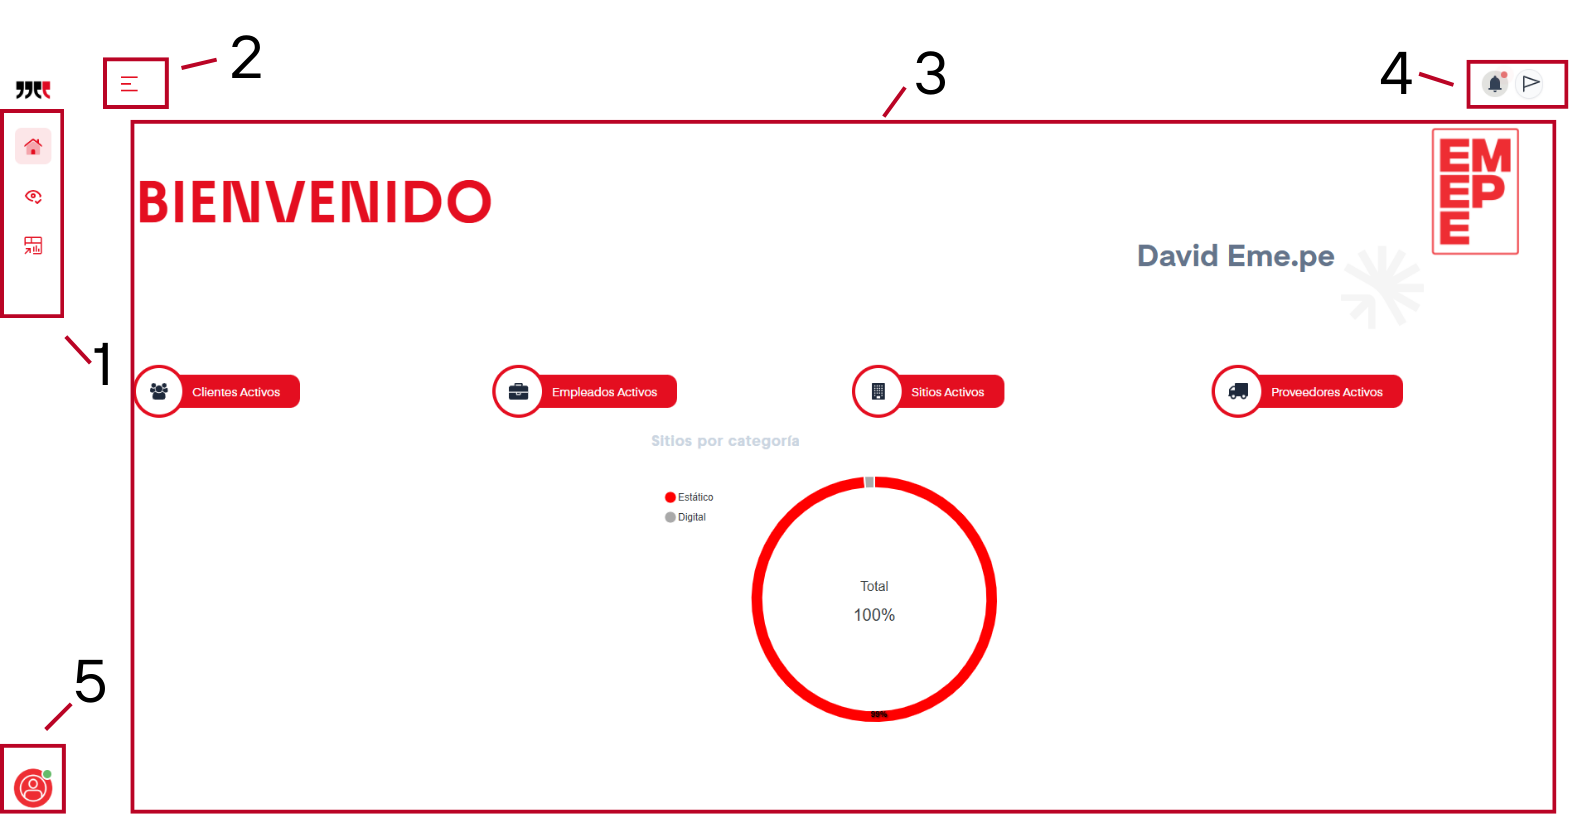 2
3
4
BIENVENIDO
EM
EP
E
David Eme.pe
1
Clientes Activos
Empleados Activos
Sitios Activos
Proveedores Activos
Sitios por categoría
Estático
Digital
Total
100%
5
99%